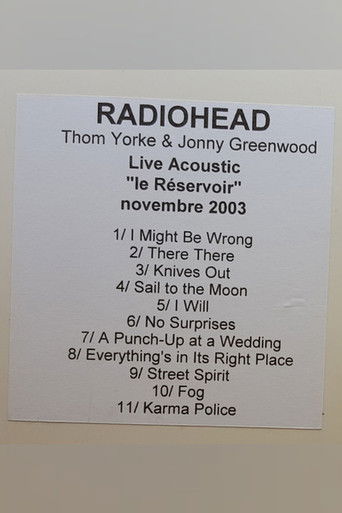 RADIOHEAD
Thom Yorke & Jonny Greenwood
Live Acoustic
"le Réservoir"
novembre 2003
1/ I Might Be Wrong
2/ There There
3/ Knives Out
4/ Sail to the Moon
5/ I Will
6/ No Surprises
7/ A Punch-Up at a Wedding
8/ Everything's in Its Right Place
9/ Street Spirit
10/ Fog
11/ Karma Police